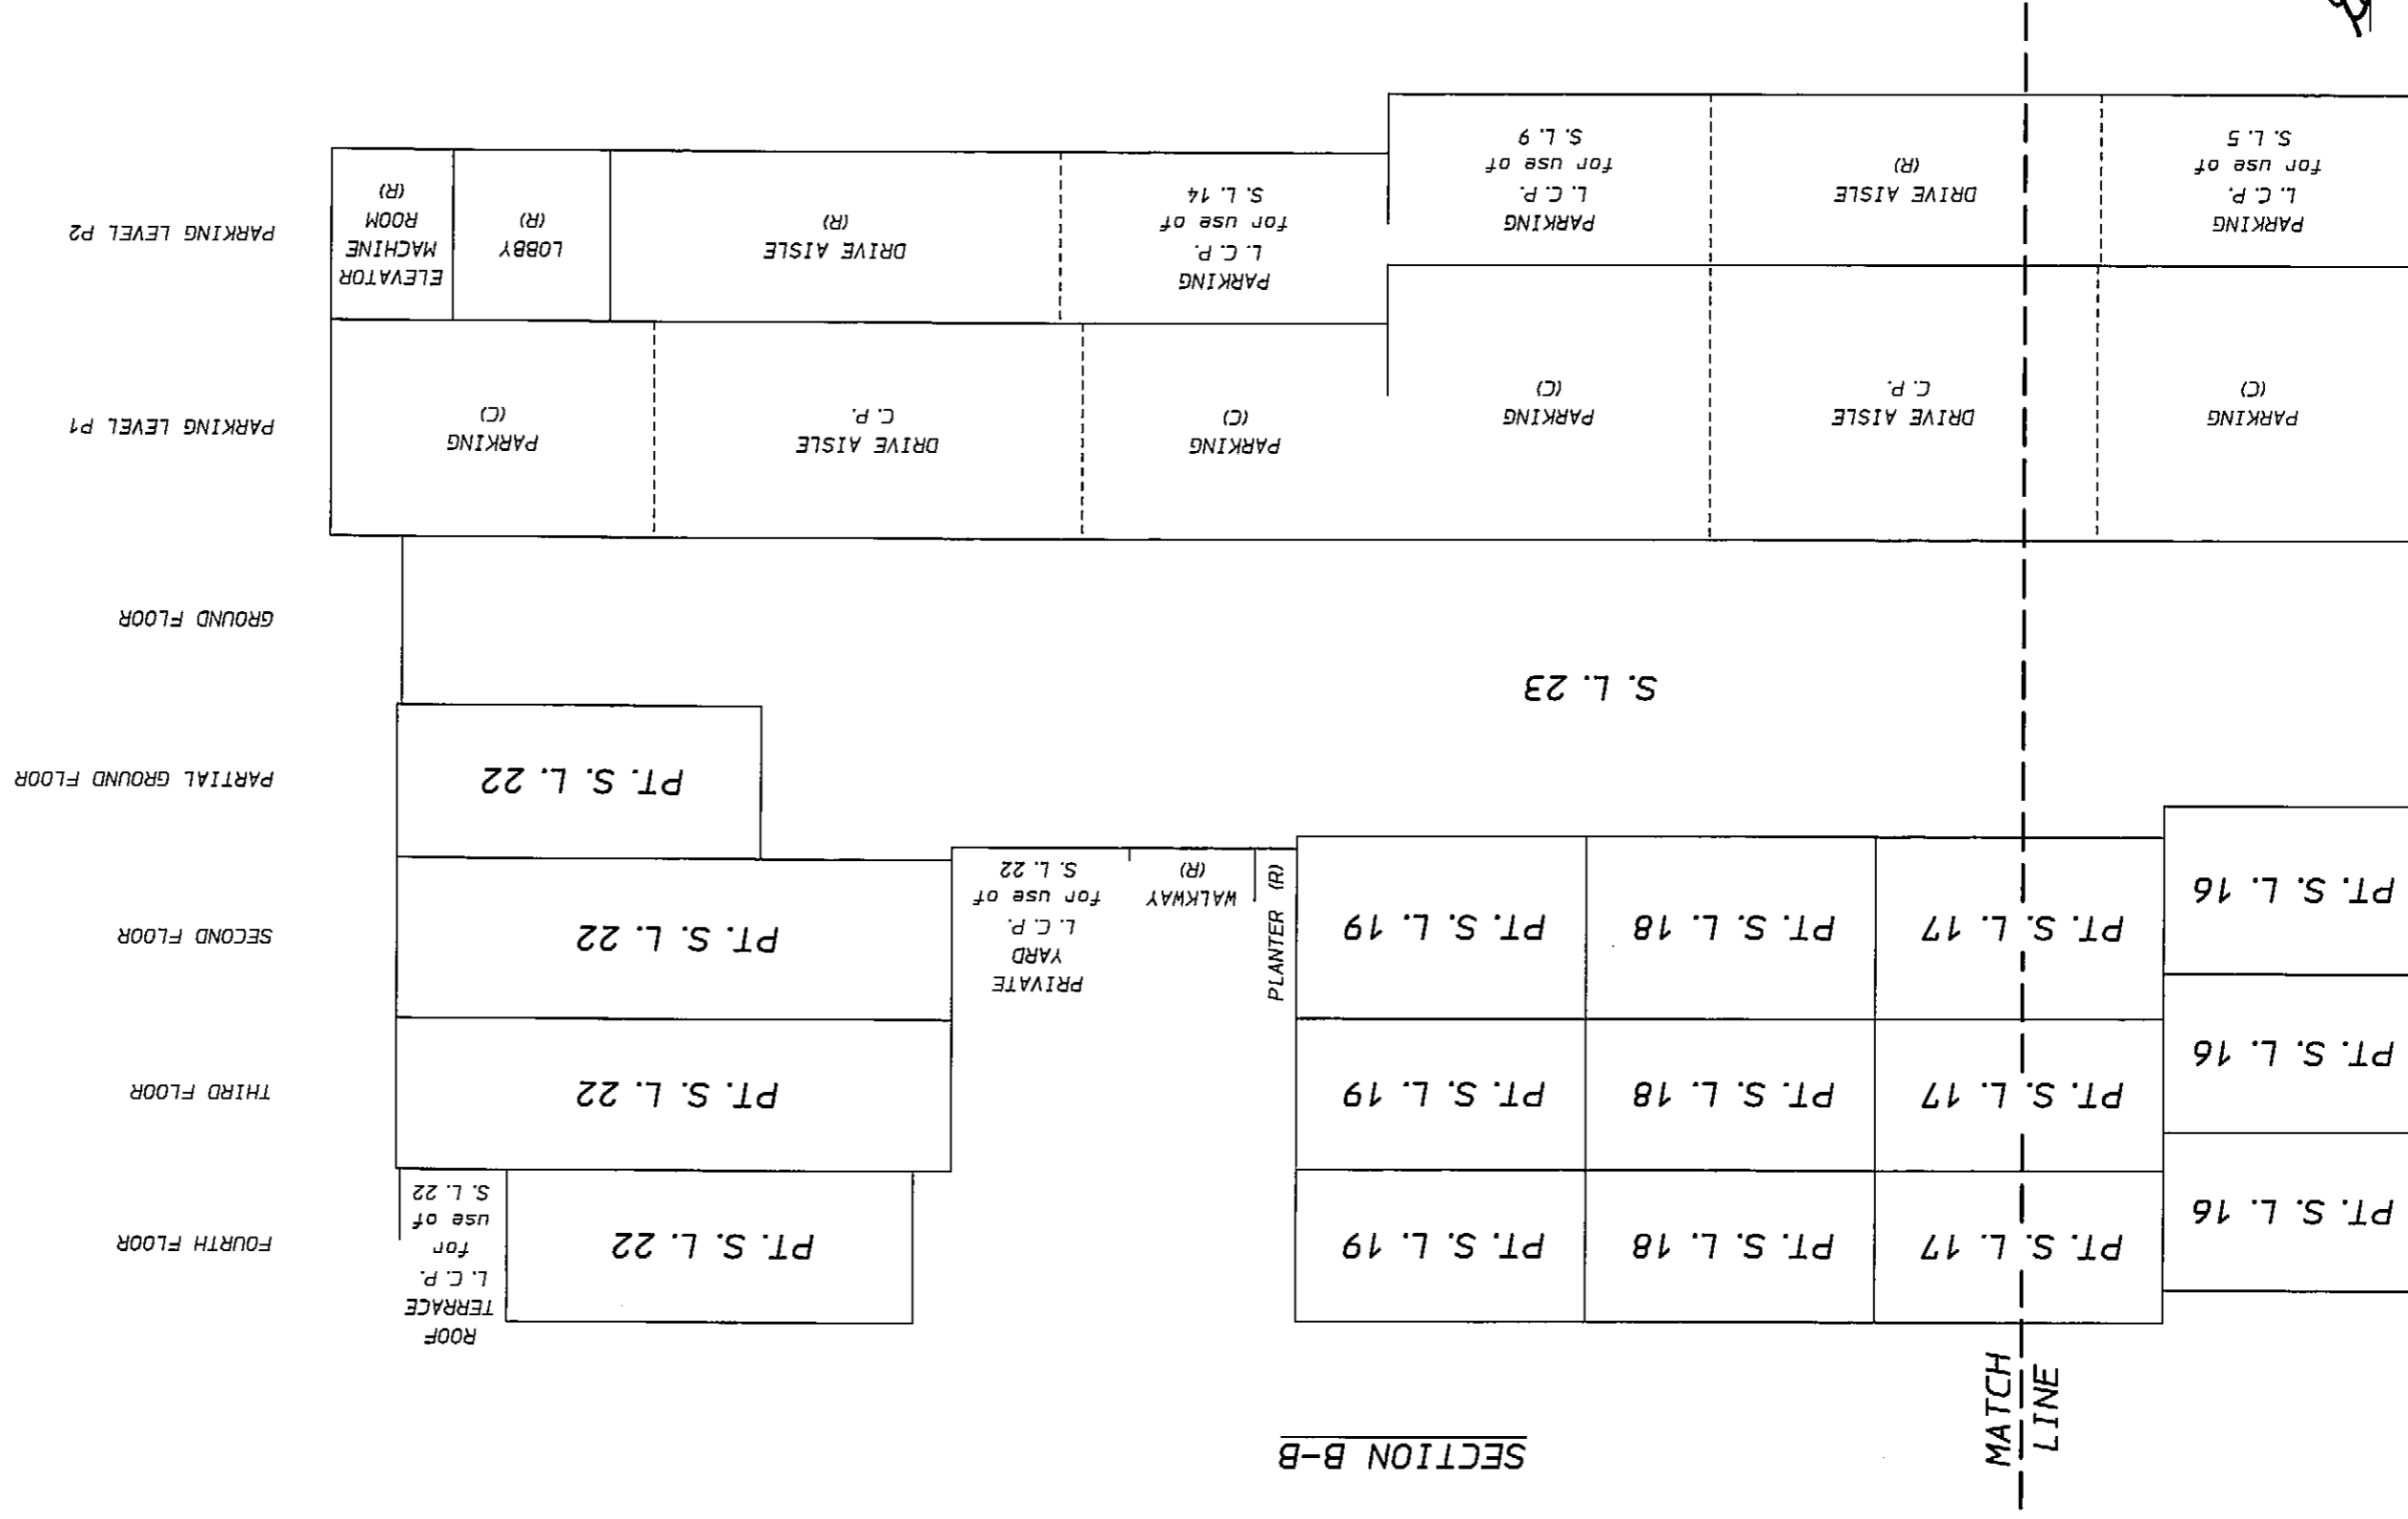 MATCH
LINE
SECTION B-B
PT. S. L. 16
PT. S. L. 17
PT. S. L. 18
PT. S. L. 19
PT. S. L. 22
ROOF
TERRACE
L. C. P.
for
use of
S. L. 22
FOURTH FLOOR
PT. S. L. 16
PT. S. L. 17
PT. S. L. 18
PT. S. L. 19
PT. S. L. 22
THIRD FLOOR
PT. S. L. 16
PT. S. L. 17
PT. S. L. 18
PT. S. L. 19
PLANTER (R)
WALKWAY
(R)
PRIVATE
YARD
L. C. P.
for use of
S. L. 22
PT. S. L. 22
SECOND FLOOR
PT. S. L. 22
PARTIAL GROUND FLOOR
S. L. 23
GROUND FLOOR
PARKING
(C)
DRIVE AISLE
C. P.
PARKING
(C)
PARKING
(C)
DRIVE AISLE
C. P.
PARKING
(C)
PARKING LEVEL P1
PARKING
L. C. P.
for use of
S. L. 5
DRIVE AISLE
(R)
PARKING
L. C. P.
for use of
S. L. 9
PARKING
L. C. P.
for use of
S. L. 14
DRIVE AISLE
(R)
LOBBY
(R)
ELEVATOR
MACHINE
ROOM
(R)
PARKING LEVEL P2